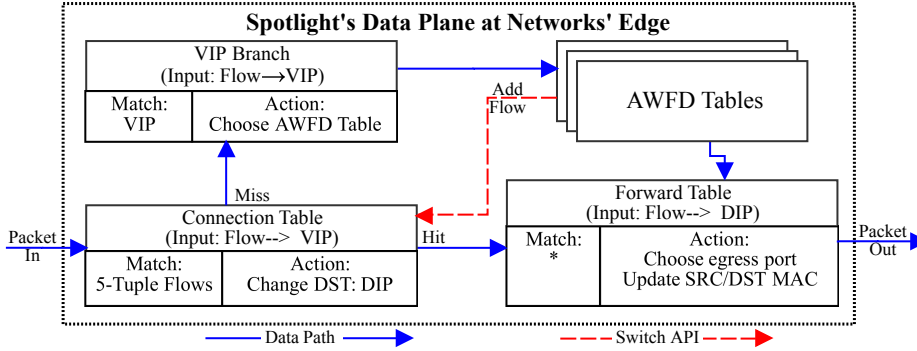 Spotlight's Data Plane at Networks' Edge
VIP Branch
(Input: Flow→VIP)
Match:
VIP
Action:
Choose AWFD Table
Add
Flow
AWFD Tables
Miss
Packet
In
Connection Table
(Input: Flow--> VIP)
Match:
5-Tuple Flows
Action:
Change DST: DIP
Hit
Forward Table
(Input: Flow--> DIP)
Match:
*
Action:
Choose egress port
Update SRC/DST MAC
Packet
Out
Data Path
Switch API